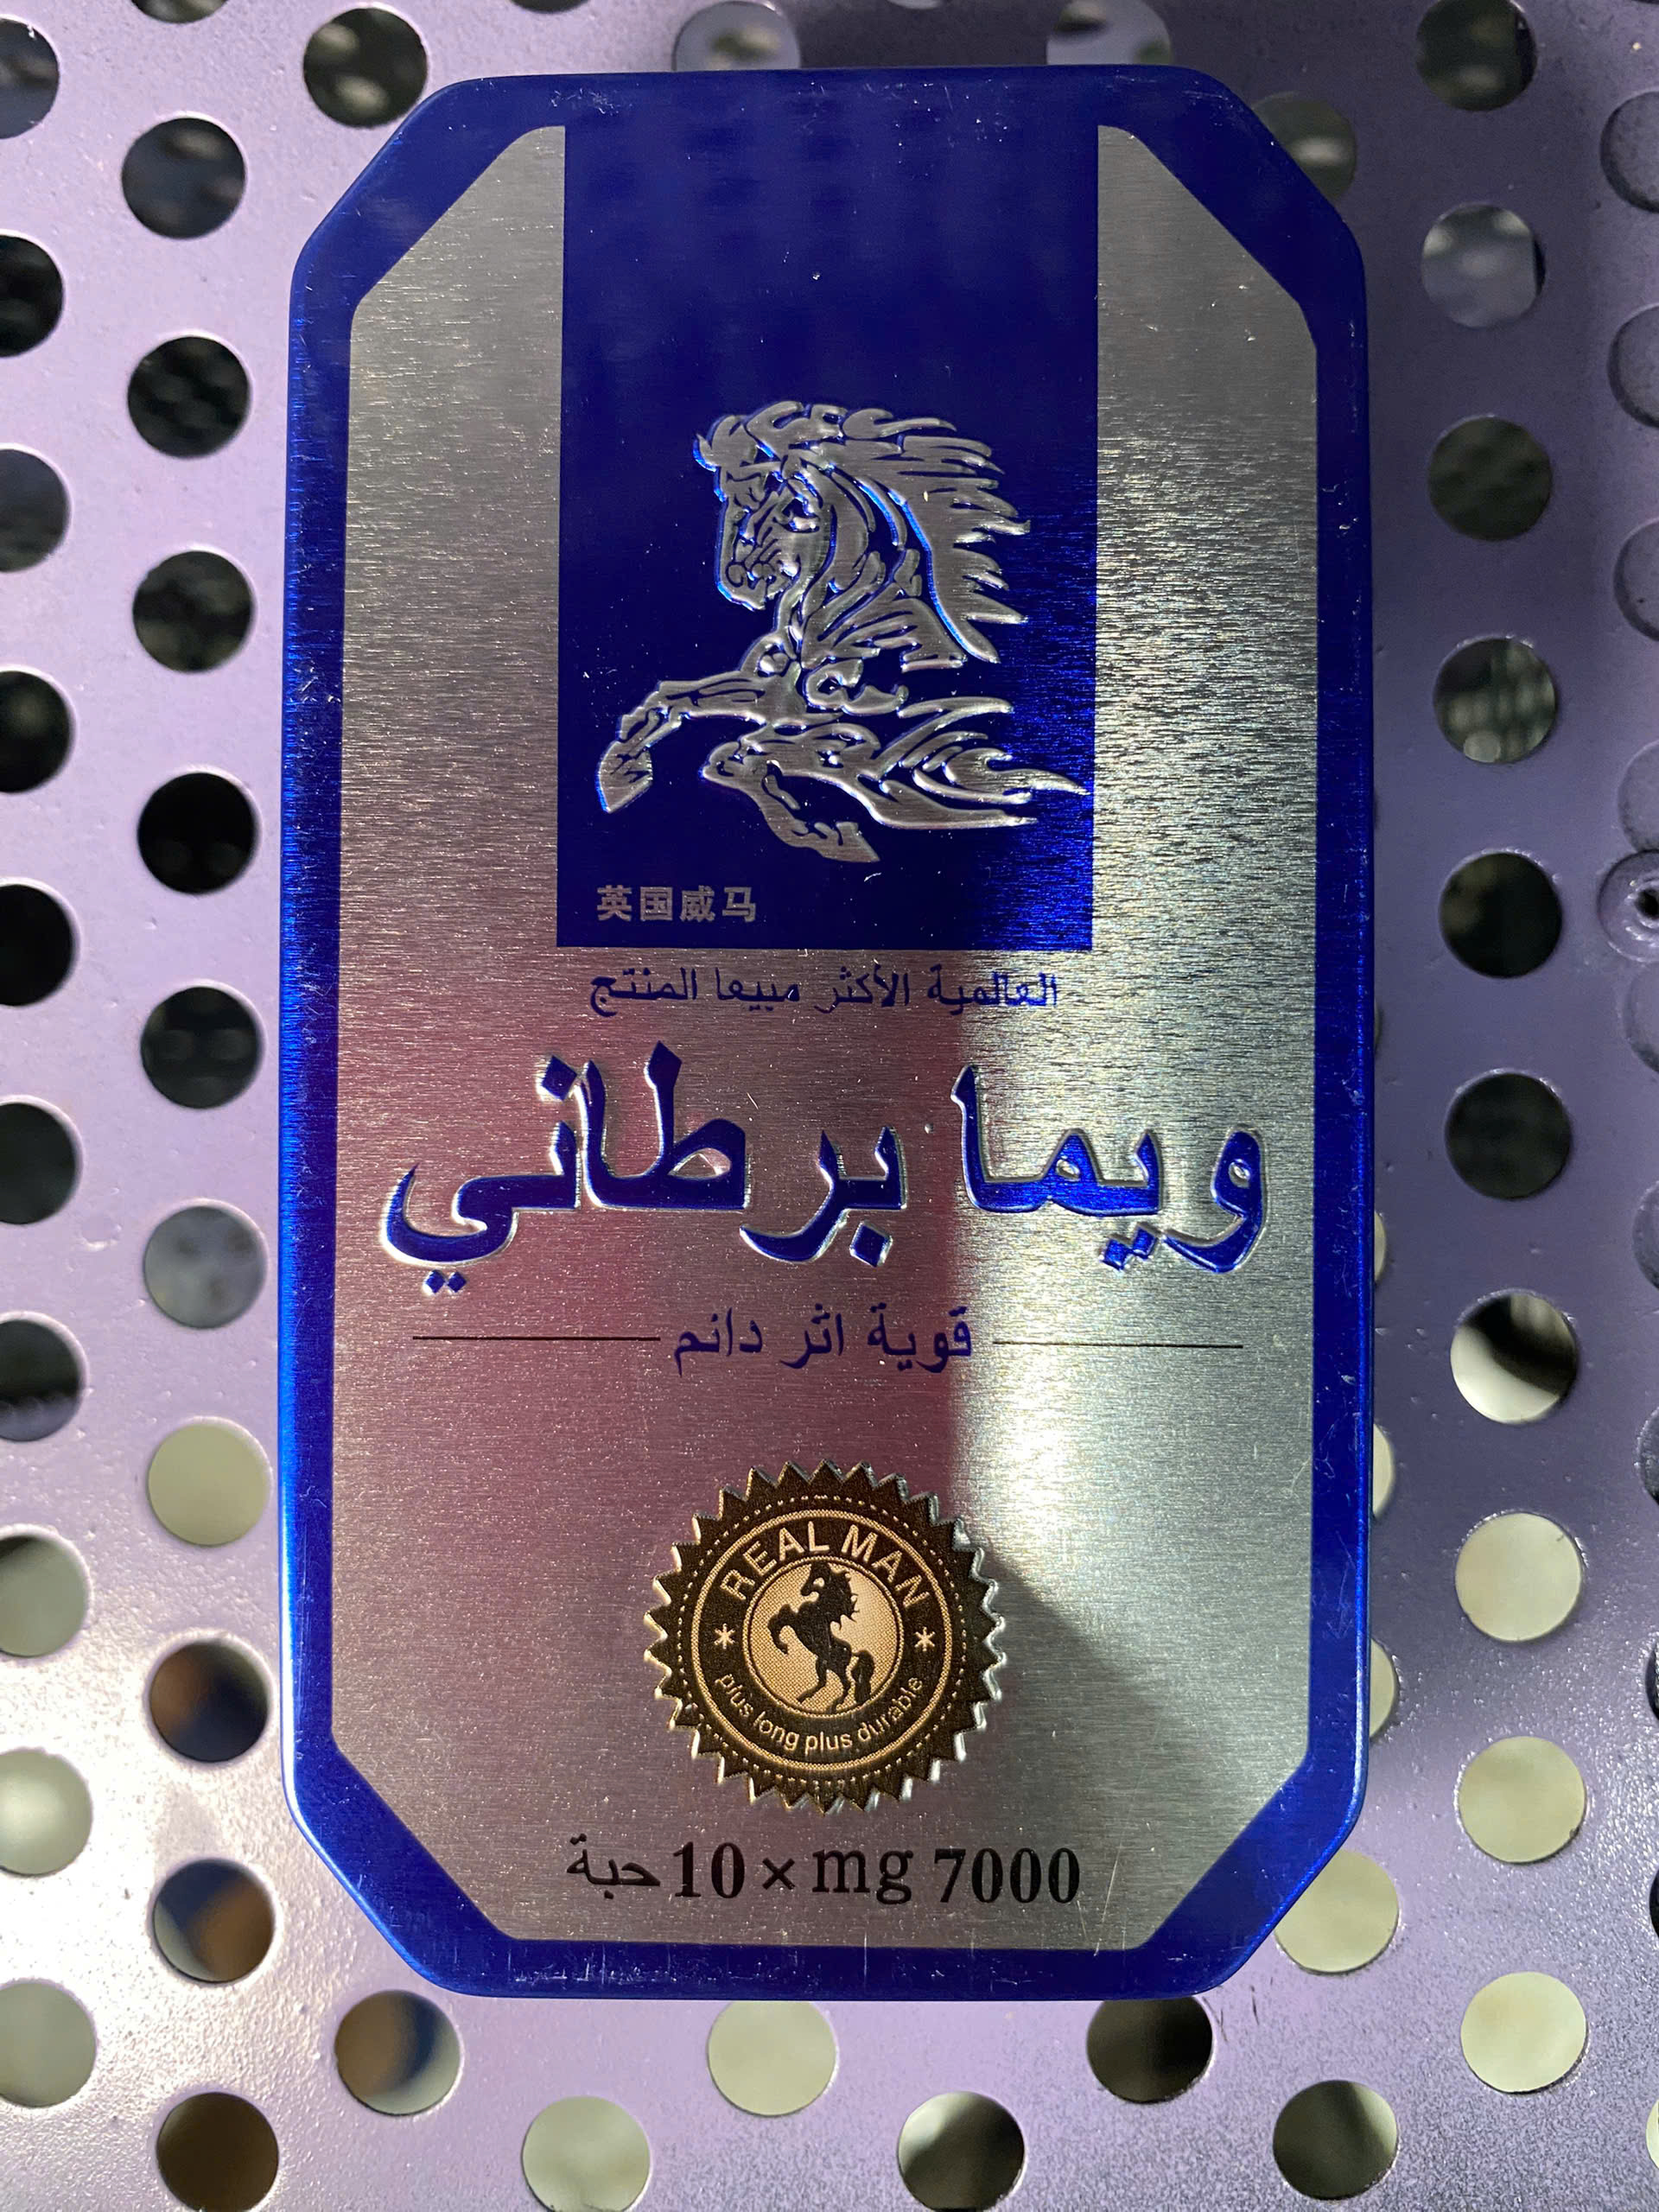 英国威马
العالمية الأكثر مبيعا المنتج
ويما برطاني
قوية اثر دائم
REAL MAN
plus long plus durable
7000 mg × 10 حبة